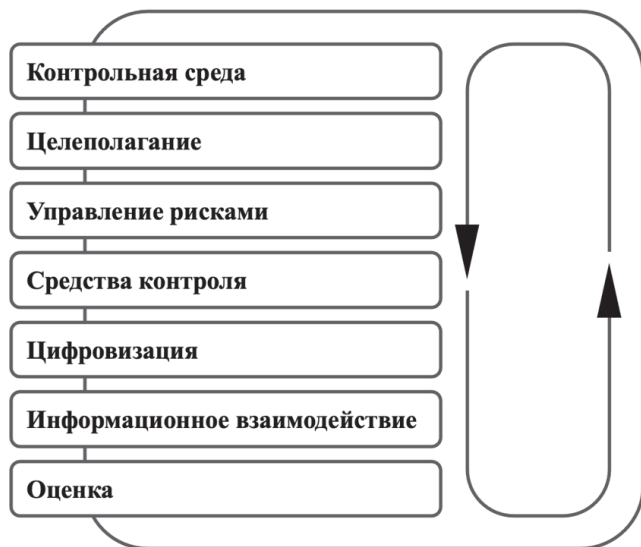 Контрольная среда
Целеполагание
Управление рисками
Средства контроля
Цифровизация
Информационное взаимодействие
Оценка